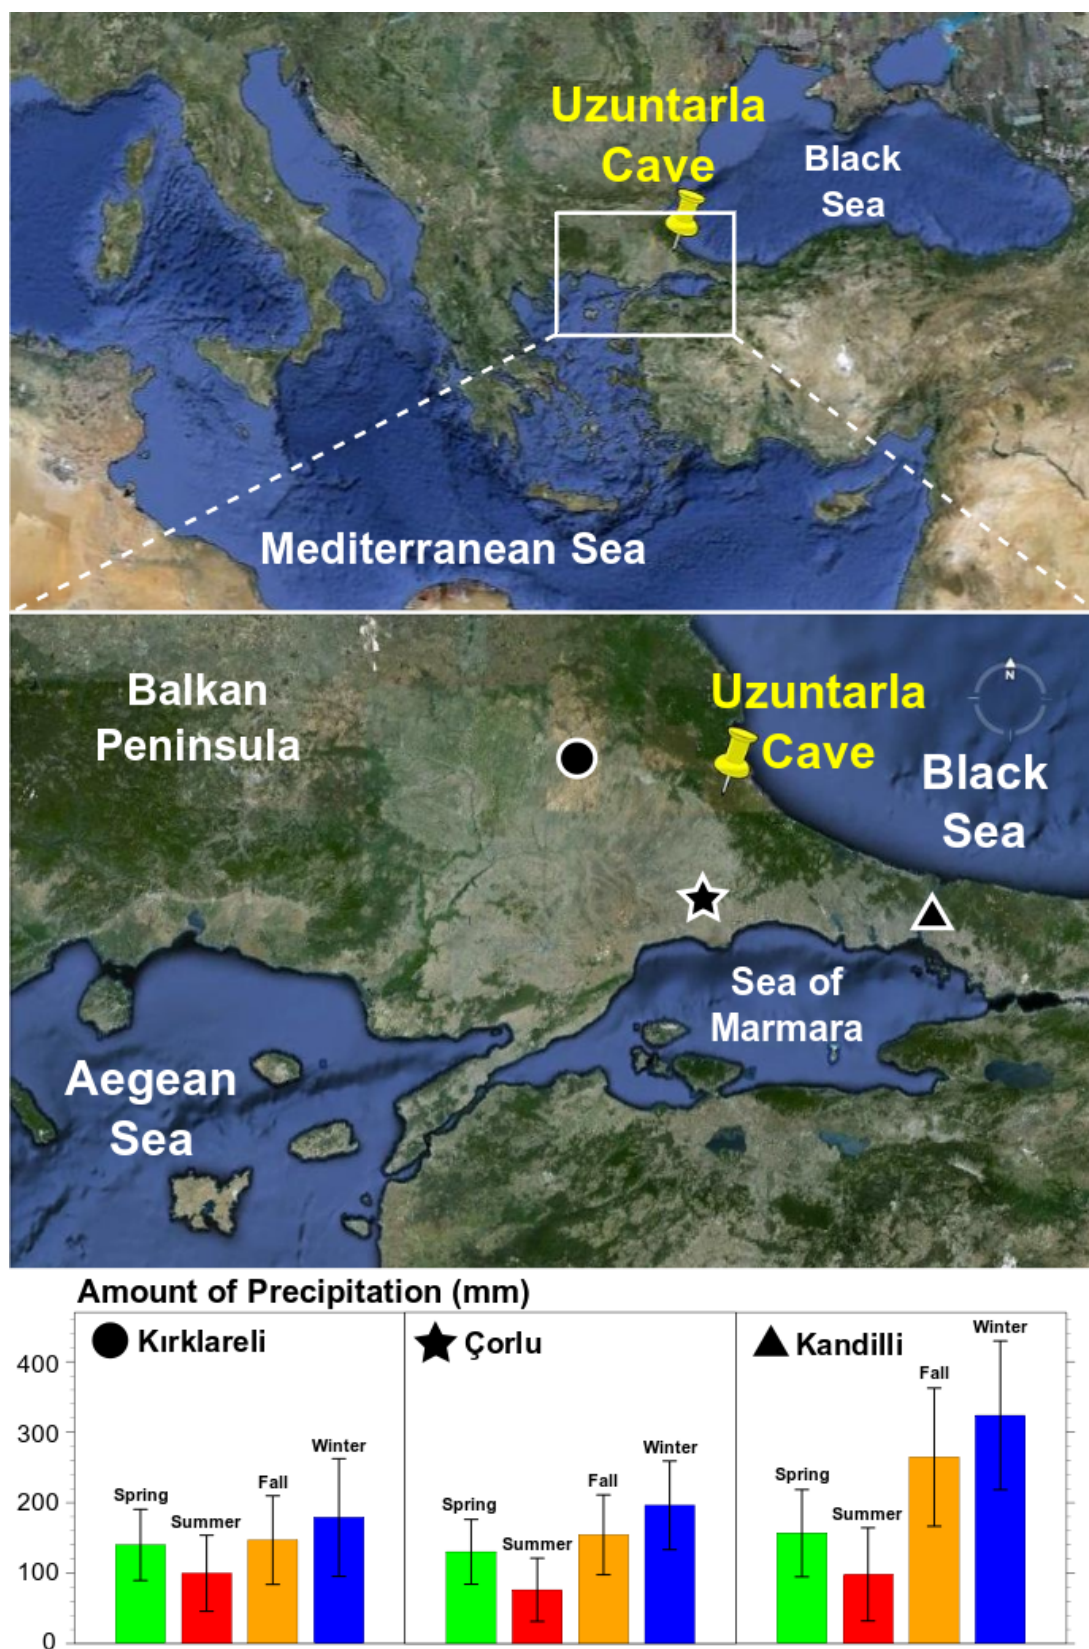 Uzuntarla
Cave
Black
Sea
Mediterranean Sea
Balkan
Peninsula
Uzuntarla
Cave
N
Black
Sea
Sea of
Marmara
Aegean
Sea
Amount of Precipitation (mm)
Kırklareli
Çorlu
Kandilli
400
300
200
100
0
Spring
Summer
Fall
Winter
Spring
Summer
Fall
Winter
Spring
Summer
Fall
Winter